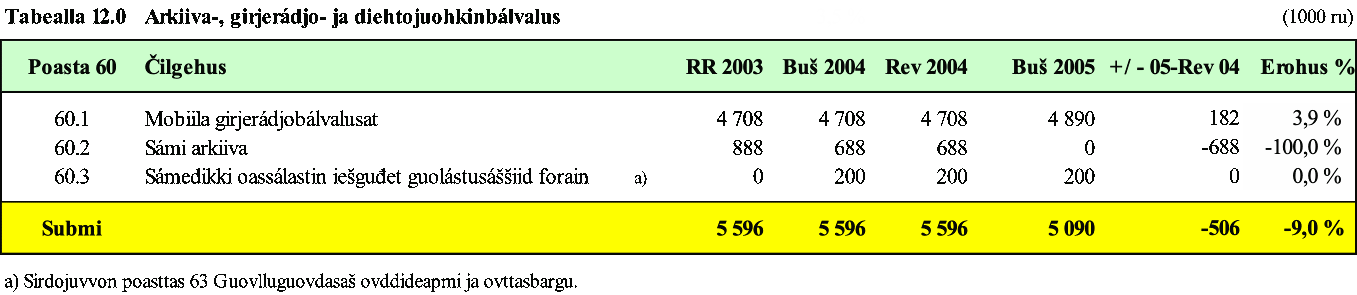 Tabealla 12.0 Arkiiva-, girjerádjo- ja diehtojuohkinbálvalus (1000 ru)
Poasta 60 Čilgehus RR 2003 Buš 2004 Rev 2004 Buš 2005 +/ - 05-Rev 04 Erohus %
60.1 Mobiila girjerádjobálvalusat 4 708 4 708 4 708 4 890 182 3,9 %
60.2 Sámi arkiiva 888 688 688 0 -688 -100,0 %
60.3 Sámedikki oassálastin iešguđet guolástusáššiid forain a) 0 200 200 200 0 0,0 %
Submi 5 596 5 596 5 596 5 090 -506 -9,0 %
a) Sirdojuvvon poasttas 63 Guovlluguovdasaš ovddideapmi ja ovttasbargu.